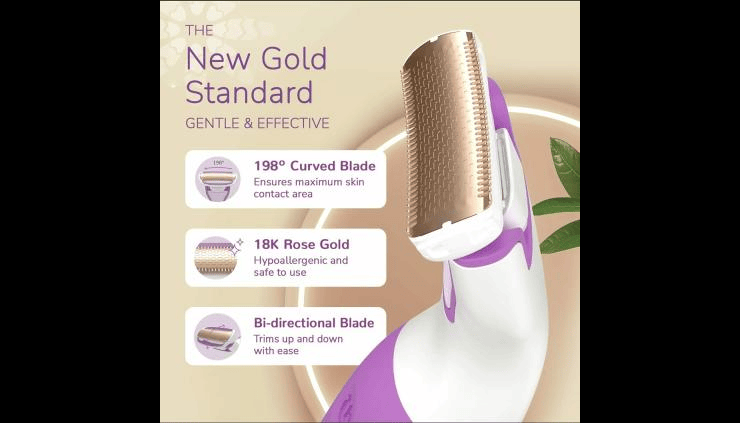 THE
New Gold
Standard
GENTLE & EFFECTIVE
198°
198º Curved Blade
Ensures maximum skin
contact area
18K Rose Gold
Hypoallergenic and
safe to use
Bi-directional Blade
Trims up and down
with ease